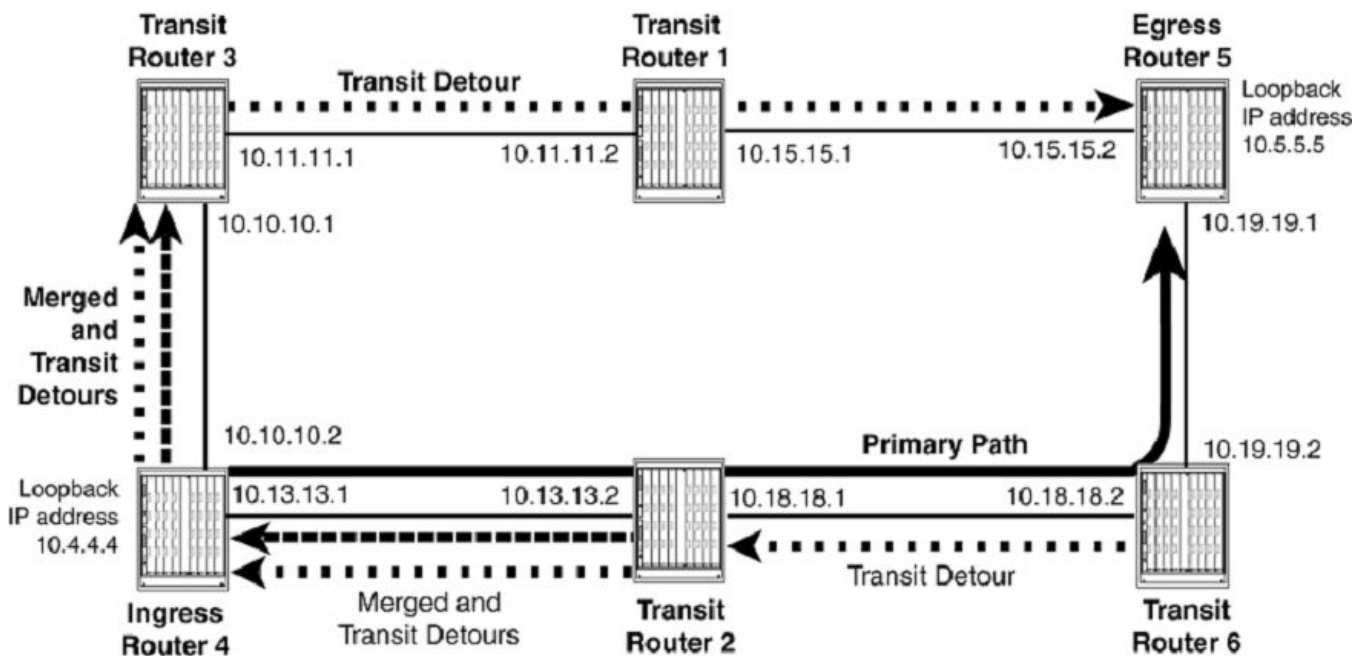 Transit
Router 3
Transit
Router 1
Egress
Router 5
Transit Detour
Loopback
IP address
10.5.5.5
10.11.11.1
10.11.11.2
10.15.15.1
10.15.15.2
10.10.10.1
10.19.19.1
Merged
and
Transit
Detours
10.10.10.2
Primary Path
10.19.19.2
Loopback
IP address
10.4.4.4
10.13.13.1
10.13.13.2
10.18.18.1
10.18.18.2
Transit Detour
Merged and
Transit Detours
Ingress
Router 4
Transit
Router 2
Transit
Router 6